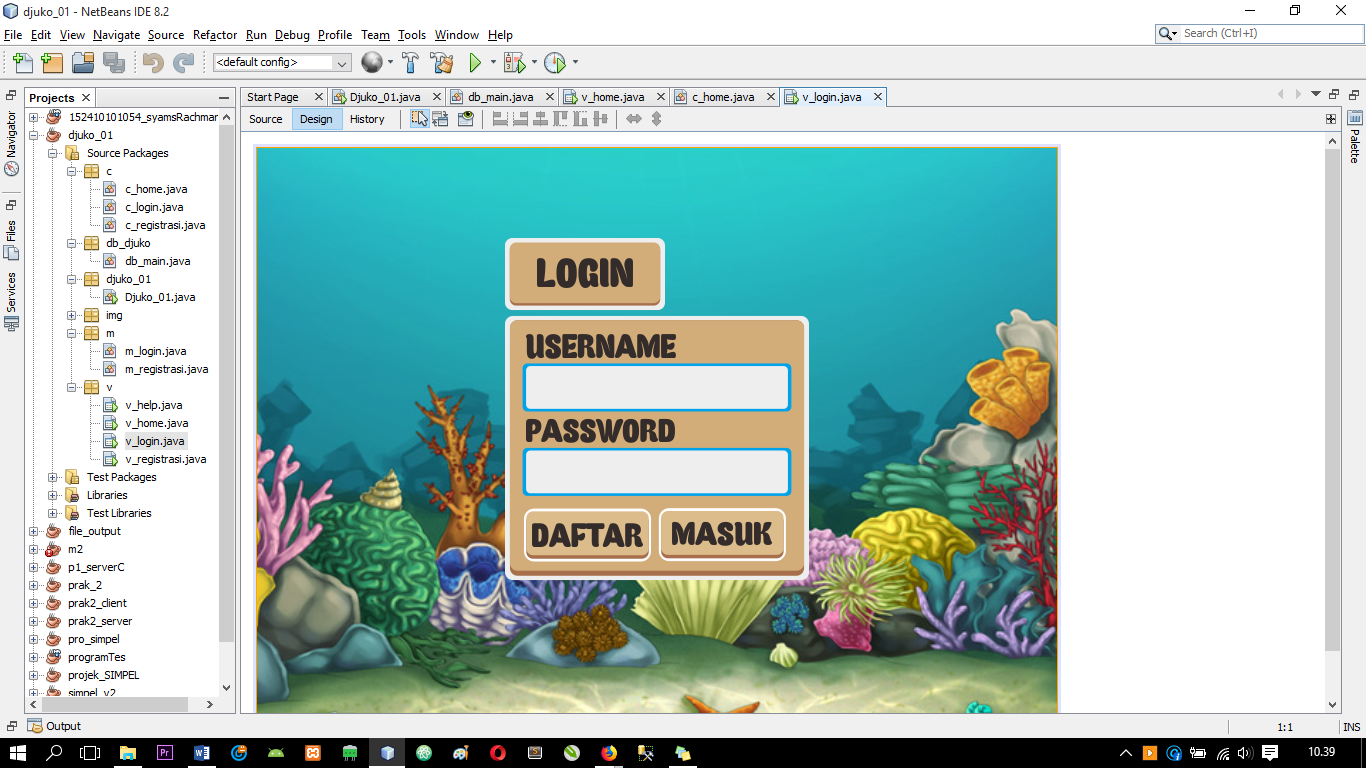 djuko_01 - NetBeans IDE 8.2
File Edit View Navigate Source Refactor Run Debug Profile Team Tools Window Help
Search (Ctrl+I)
<default config>
Projects
Start Page
Djuko_01.java
db_main.java
v_home.java
c_home.java
v_login.java
Source
Design
History
Navigator
Files
Services
Palette
152410101054_syamsRachmar
djuko_01
Source Packages
c
c_home.java
c_login.java
c_registrasi.java
db_djuko
db_main.java
djuko_01
Djuko_01.java
img
m
m_login.java
m_registrasi.java
v
v_help.java
v_home.java
v_login.java
v_registrasi.java
Test Packages
Libraries
Test Libraries
file_output
m2
p1_serverC
prak_2
prak2_client
prak2_server
pro_simpel
programTes
projek_SIMPEL
simpel_v2
LOGIN
USERNAME
PASSWORD
DAFTAR
MASUK
Output
1:1
INS
10.39